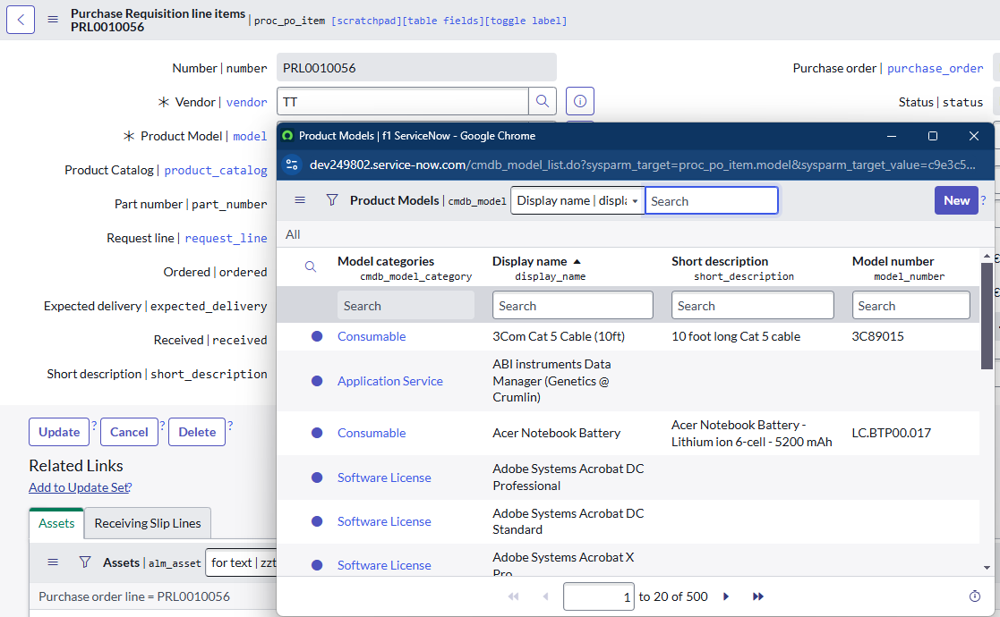 Purchase Requisition line items
PRL0010056
| proc_po_item [scratchpad][table fields][toggle label]
Number | number PRL0010056
Purchase order | purchase_order
Vendor | vendor TT
Status | status
Product Model | model
Product Catalog | product_catalog
Part number | part_number
Request line | request_line
Ordered | ordered
Expected delivery | expected_delivery
Received | received
Short description | short_description
Update ? Cancel ? Delete ?
Related Links
Add to Update Set ?
Assets Receiving Slip Lines
Assets | alm_asset for text | zzt
Purchase order line = PRL0010056
Product Models | f1 ServiceNow - Google Chrome
dev249802.service-now.com/cmdb_model_list.do?sysparm_target=proc_po_item.model&sysparm_target_value=c9e3c5...
Product Models | cmdb_model Display name | displa Search New ?
All
Model categories Display name Short description Model number
cmdb_model_category display_name short_description model_number
Search Search Search Search
Consumable 3Com Cat 5 Cable (10ft) 10 foot long Cat 5 cable 3C89015
Application Service ABI instruments Data
Manager (Genetics @
Crumlin)
Consumable Acer Notebook Battery Acer Notebook Battery -
Lithium ion 6-cell - 5200 mAh LC.BTP00.017
Software License Adobe Systems Acrobat DC
Professional
Software License Adobe Systems Acrobat DC
Standard
Software License Adobe Systems Acrobat X
Pro
1 to 20 of 500